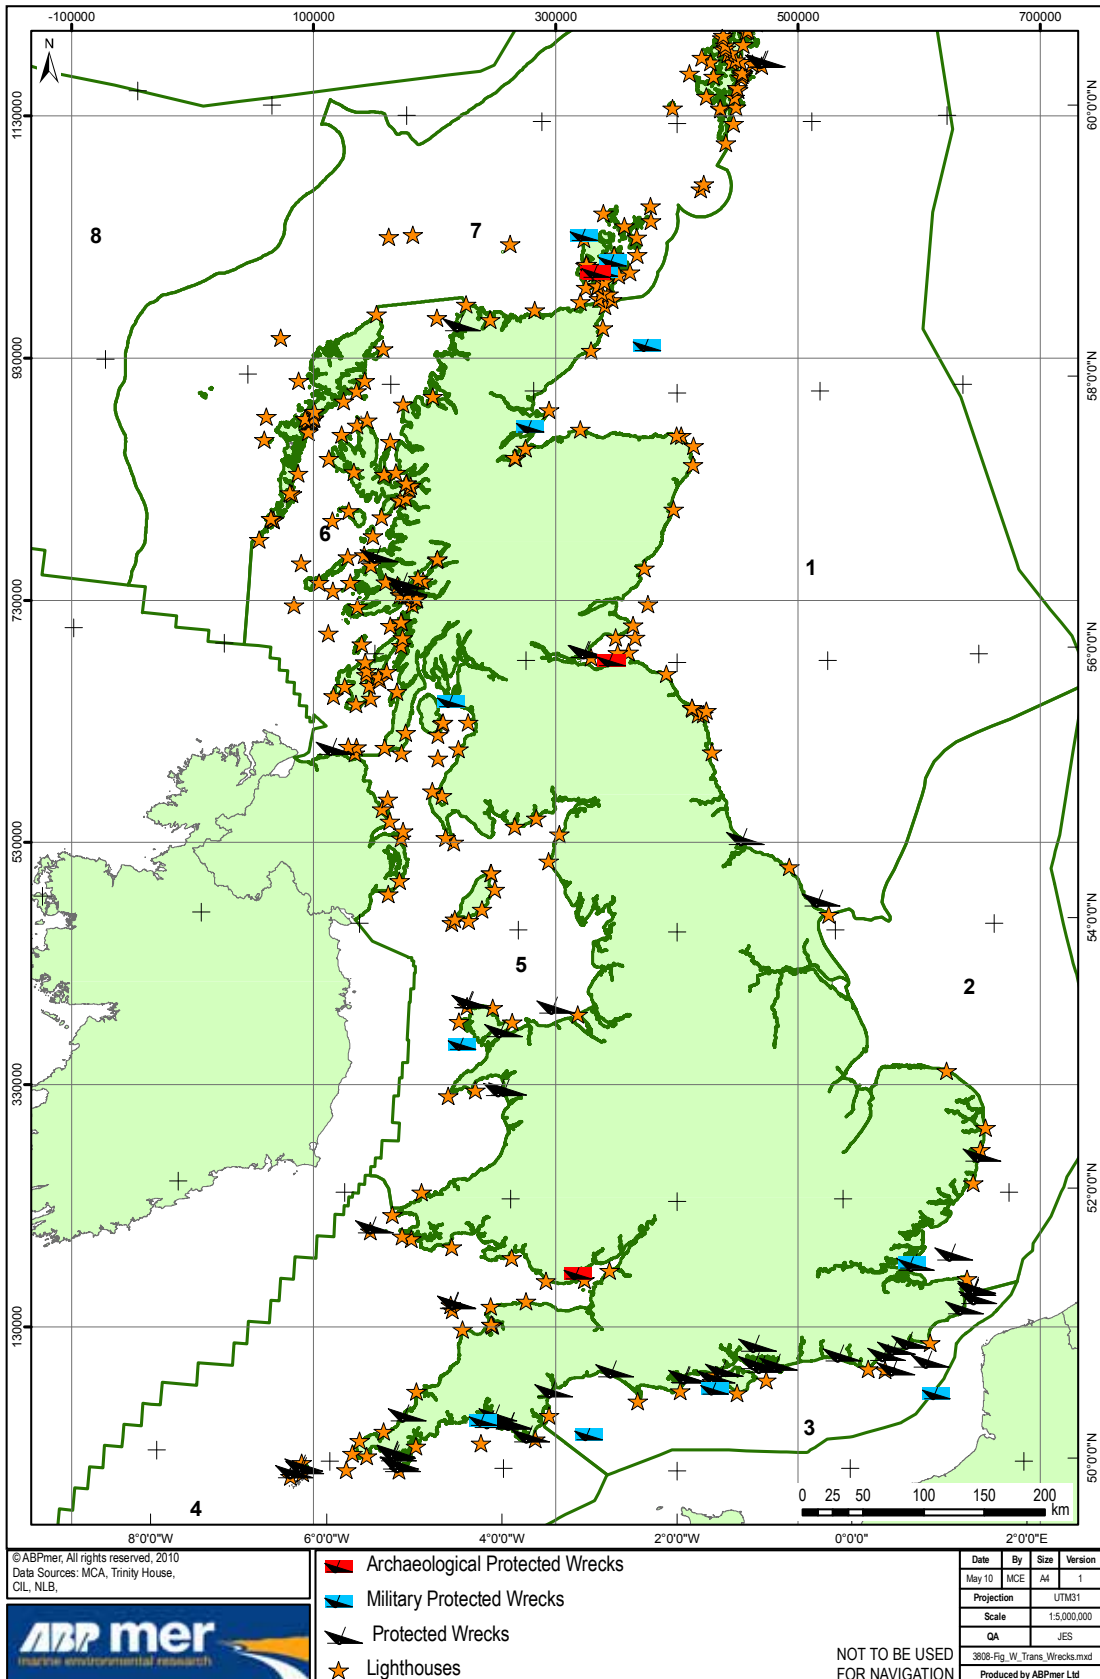 -100000 100000 300000 500000 700000
N
1130000
930000
730000
530000
330000
130000
60°0'0"N
58°0'0"N
56°0'0"N
54°0'0"N
52°0'0"N
50°0'0"N
8
7
6
1
5
2
3
4
0 25 50 100 150 200
km
8°0'0"W 6°0'0"W 4°0'0"W 2°0'0"W 0°0'0" 2°0'0"E
©ABPmer, All rights reserved, 2010
Data Sources: MCA, Trinity House,
CIL, NLB,
ABP mer
marine environmental research
Archaeological Protected Wrecks
Military Protected Wrecks
Protected Wrecks
Lighthouses
NOT TO BE USED
FOR NAVIGATION
Date By Size Version
May 10 MCE A4 1
Projection UTM31
Scale 1:5,000,000
QA JES
3808-Fig_W_Trans_Wrecks.mxd
Produced by ABPmer Ltd